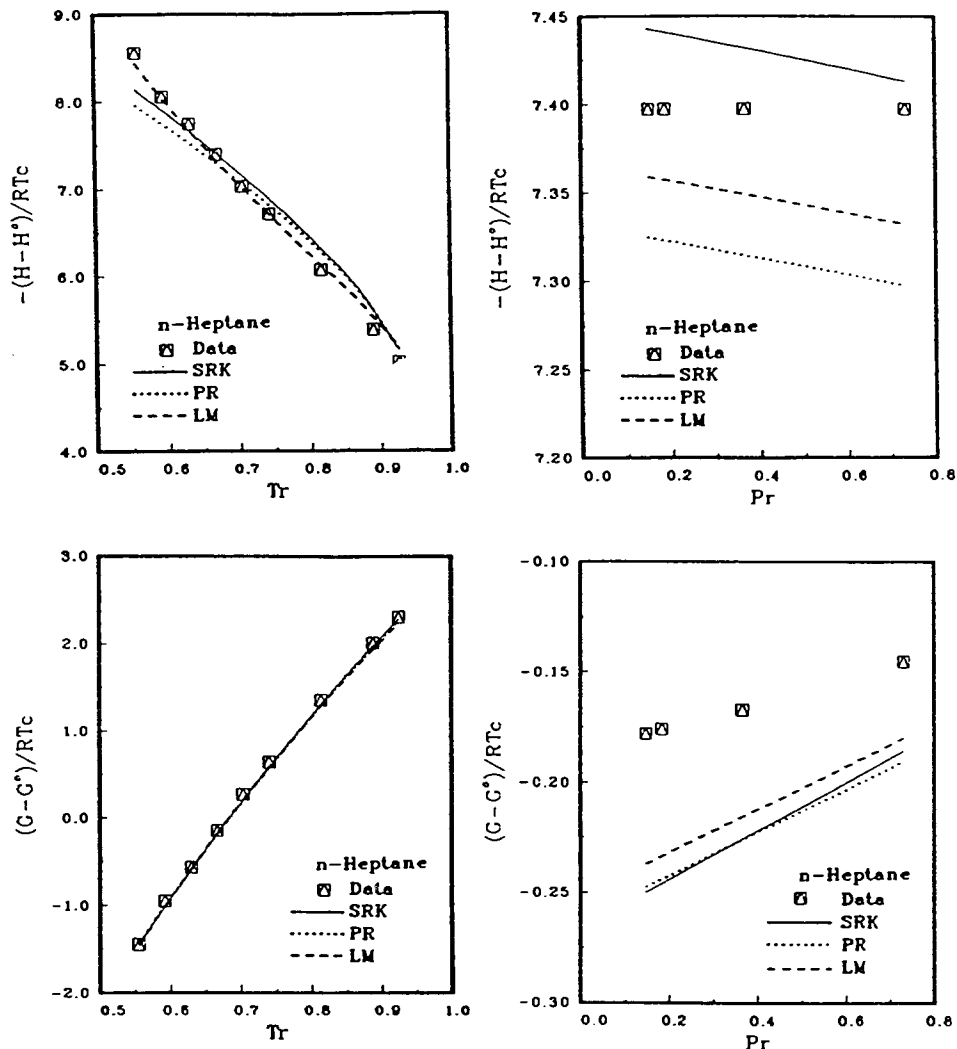 -(H-H°)/RTc
9.0
8.0
7.0
6.0
5.0
4.0
n-Heptane
Data
SRK
PR
LM
0.5 0.6 0.7 0.8 0.9 1.0
Tr
-(H-H°)/RTc
7.45
7.40
7.35
7.30
7.25
7.20
n-Heptane
Data
SRK
PR
LM
0.0 0.2 0.4 0.6 0.8
Pr
(G-G°)/RTc
3.0
2.0
1.0
0.0
-1.0
-2.0
n-Heptane
Data
SRK
PR
LM
0.5 0.6 0.7 0.8 0.9 1.0
Tr
(G-G°)/RTc
-0.10
-0.15
-0.20
-0.25
-0.30
n-Heptane
Data
SRK
PR
LM
0.0 0.2 0.4 0.6 0.8
Pr